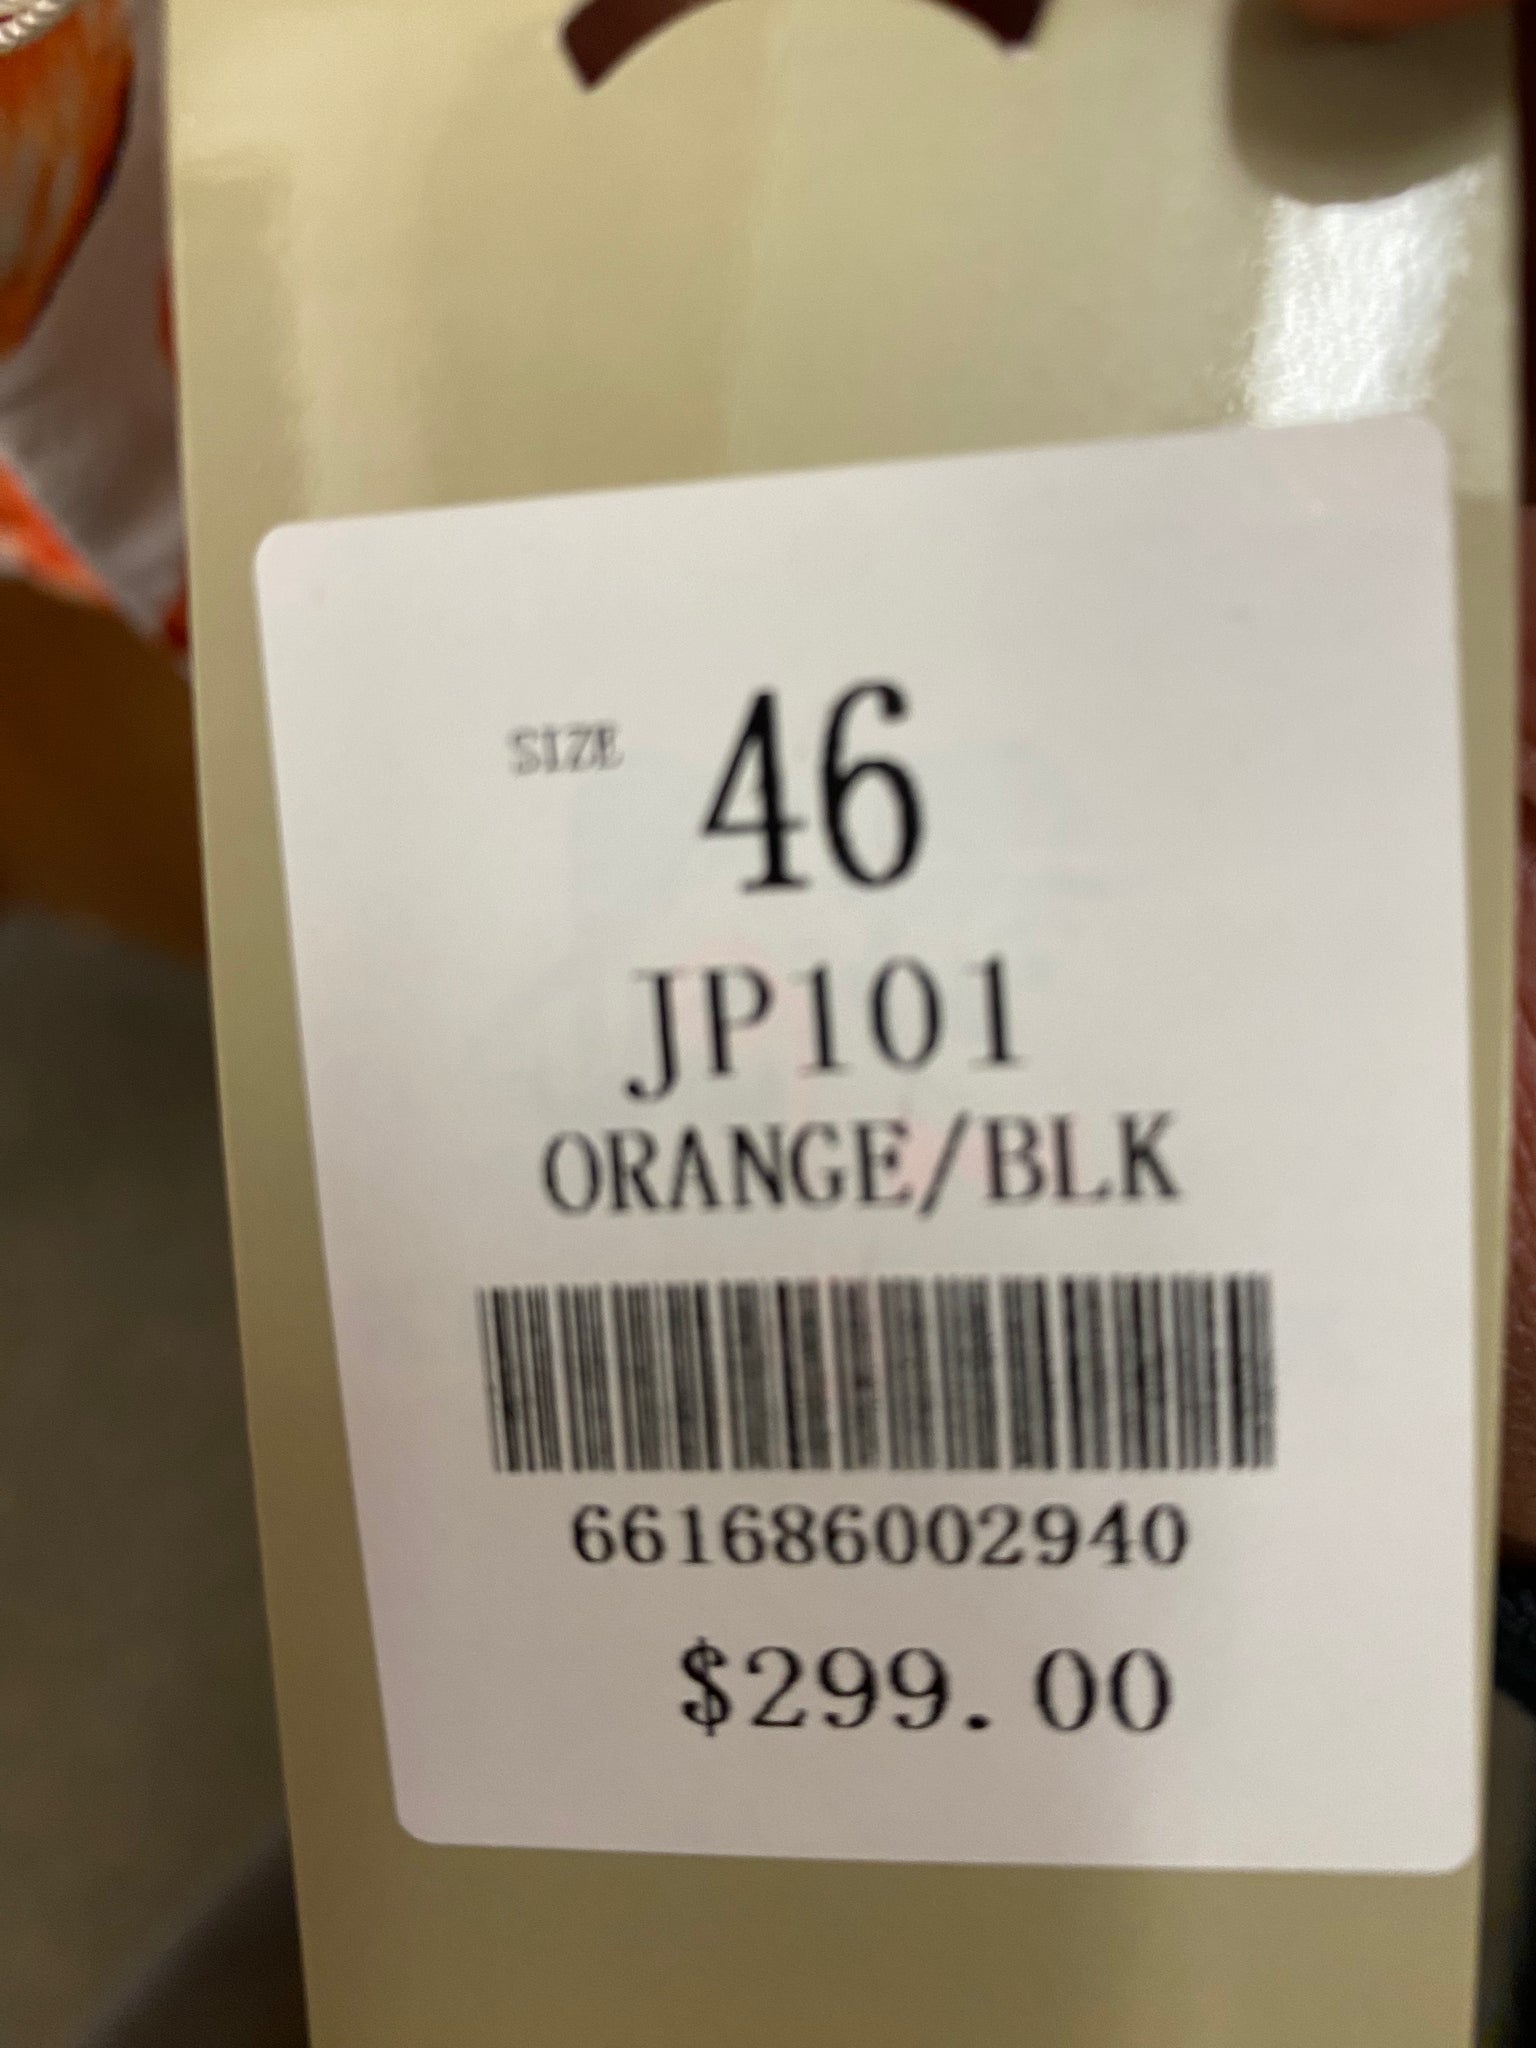 SIZE 46
JP101
ORANGE/BLK
661686002940
$299.00